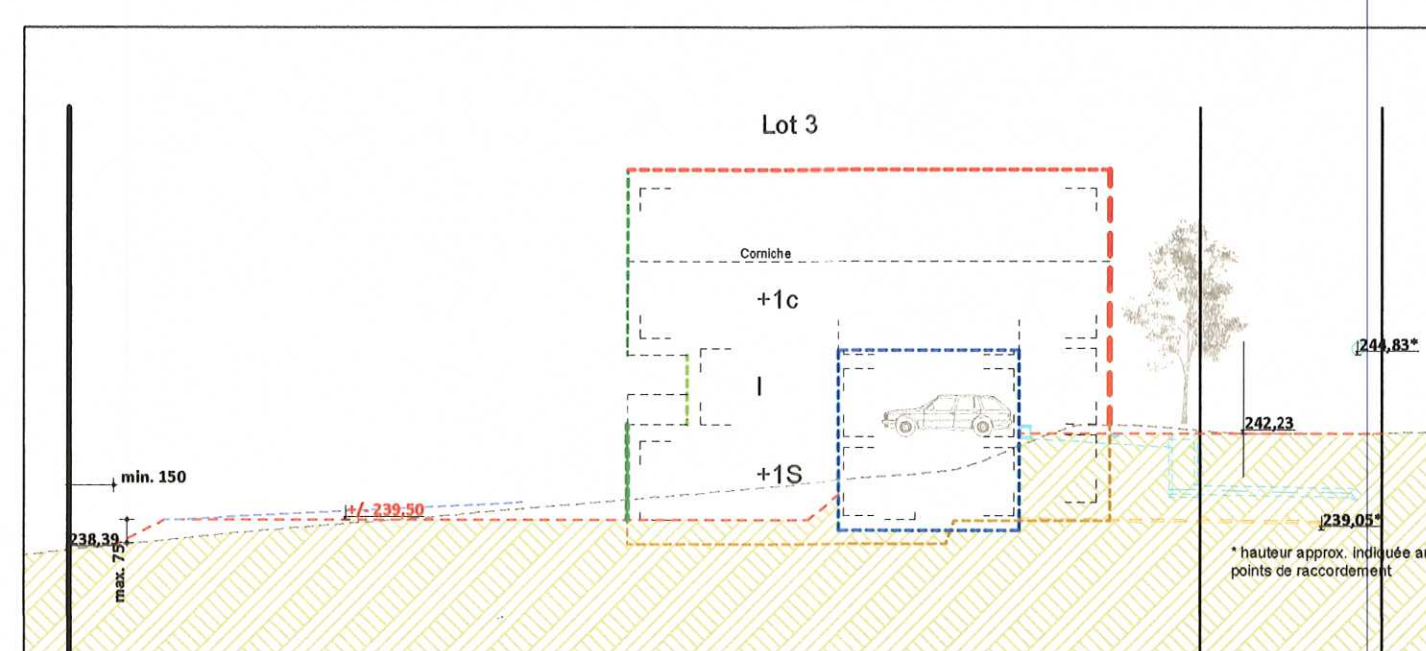 Lot 3
Corniche
+1c
244,83*
I
242,23
+1S
min. 150
+/- 239.50
238,39
max. 75
239,05*
* hauteur approx. indiquée au
points de raccordement